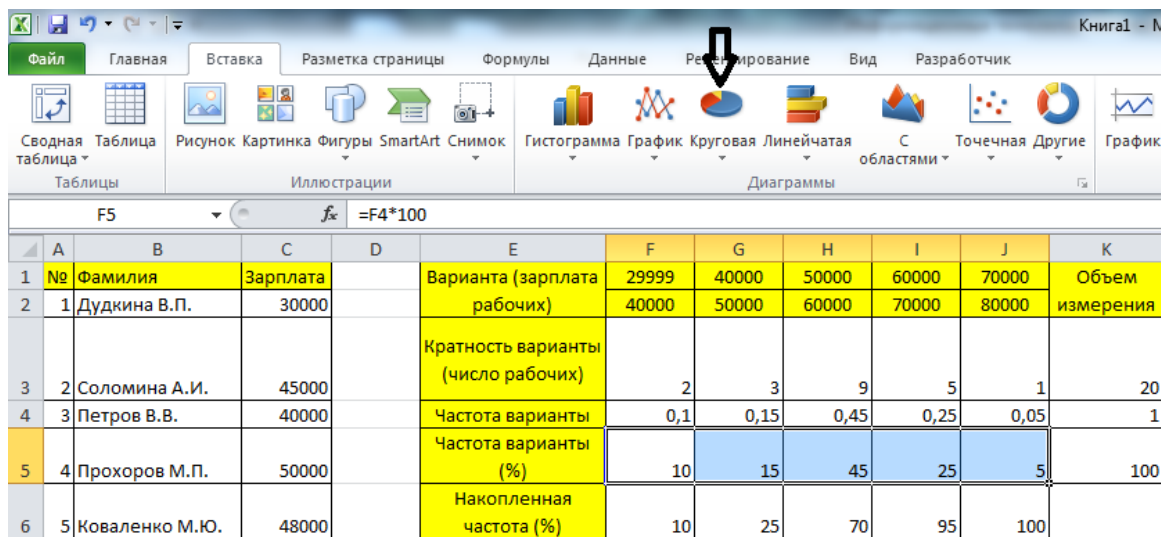 Книга1 - M
Файл Главная Вставка Разметка страницы Формулы Данные Рецензирование Вид Разработчик
Сводная таблица Таблица Рисунок Картинка Фигуры SmartArt Снимок Гистограмма График Круговая Линейчатая С областями Точечная Другие График
Таблицы Иллюстрации Диаграммы
F5 fx =F4*100
A B C D E F G H I J K
1 № Фамилия Зарплата Варианта (зарплата 29999 40000 50000 60000 70000 Объем
2 1 Дудкина В.П. 30000 рабочих) 40000 50000 60000 70000 80000 измерения
Кратность варианты
(число рабочих)
3 2 Соломина А.И. 45000 2 3 9 5 1 20
4 3 Петров В.В. 40000 Частота варианты 0,1 0,15 0,45 0,25 0,05 1
Частота варианты
5 4 Прохоров М.П. 50000 (%) 10 15 45 25 5 100
Накопленная
6 5 Коваленко М.Ю. 48000 частота (%) 10 25 70 95 100